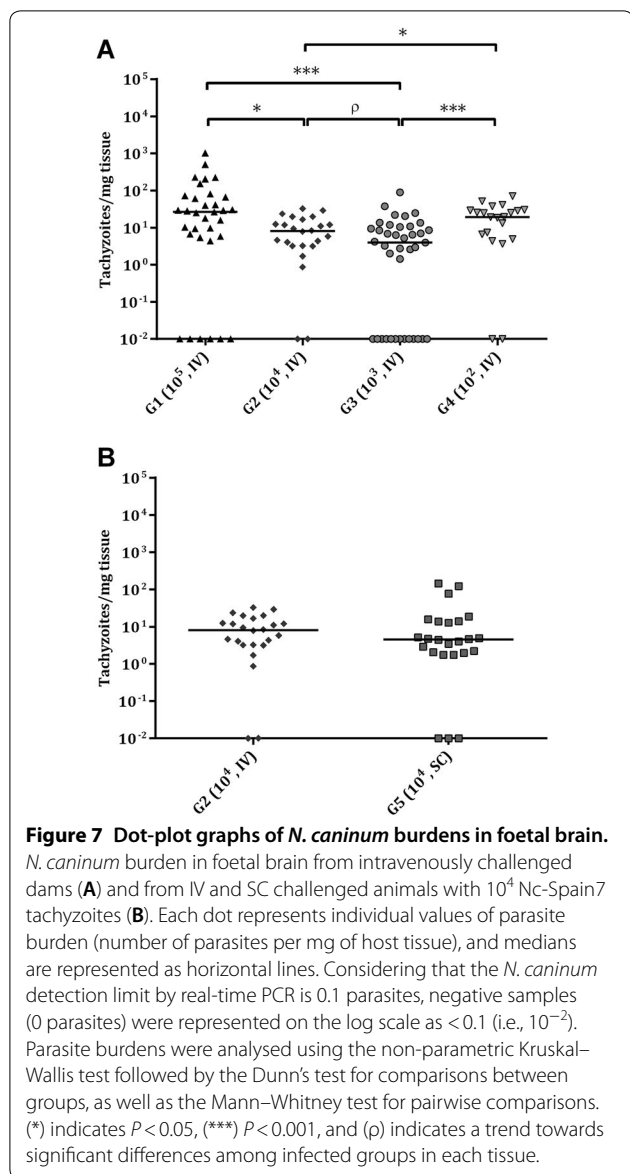 A
*
***
* ρ ***
Tachyzoites/mg tissue
10⁵
10⁴
10³
10²
10¹
10⁰
10⁻¹
10⁻²
G1 (10⁵, IV)
G2 (10⁴, IV)
G3 (10³, IV)
G4 (10², IV)
B
Tachyzoites/mg tissue
10⁵
10⁴
10³
10²
10¹
10⁰
10⁻¹
10⁻²
G2 (10⁴, IV)
G5 (10⁴, SC)
Figure 7 Dot-plot graphs of N. caninum burdens in foetal brain.
N. caninum burden in foetal brain from intravenously challenged
dams (A) and from IV and SC challenged animals with 10⁴ Nc-Spain7
tachyzoites (B). Each dot represents individual values of parasite
burden (number of parasites per mg of host tissue), and medians
are represented as horizontal lines. Considering that the N. caninum
detection limit by real-time PCR is 0.1 parasites, negative samples
(0 parasites) were represented on the log scale as < 0.1 (i.e., 10⁻²).
Parasite burdens were analysed using the non-parametric Kruskal–
Wallis test followed by the Dunn's test for comparisons between
groups, as well as the Mann–Whitney test for pairwise comparisons.
(*) indicates P < 0.05, (***) P < 0.001, and (ρ) indicates a trend towards
significant differences among infected groups in each tissue.